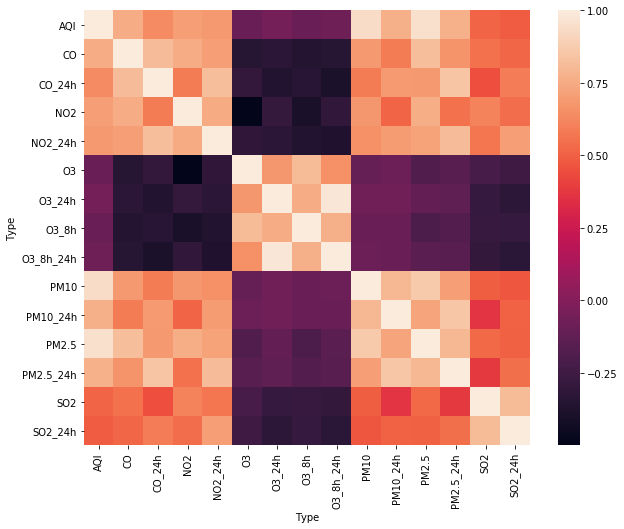 AQI
CO
CO_24h
NO2
NO2_24h
O3
O3_24h
O3_8h
O3_8h_24h
PM10
PM10_24h
PM2.5
PM2.5_24h
SO2
SO2_24h
Type
AQI
CO
CO_24h
NO2
NO2_24h
O3
O3_24h
O3_8h
O3_8h_24h
PM10
PM10_24h
PM2.5
PM2.5_24h
SO2
SO2_24h
Type
1.00
0.75
0.50
0.25
0.00
−0.25